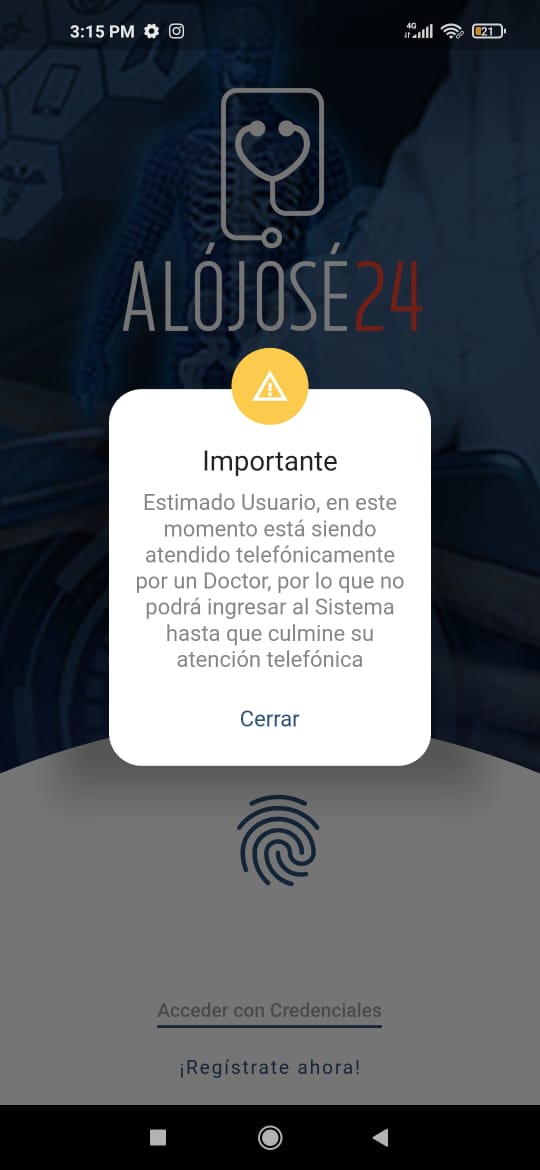 3:15 PM
4G
21
ALÓJOSÉ24
Importante
Estimado Usuario, en este
momento está siendo
atendido telefónicamente
por un Doctor, por lo que no
podrá ingresar al Sistema
hasta que culmine su
atención telefónica
Cerrar
Acceder con Credenciales
¡Regístrate ahora!